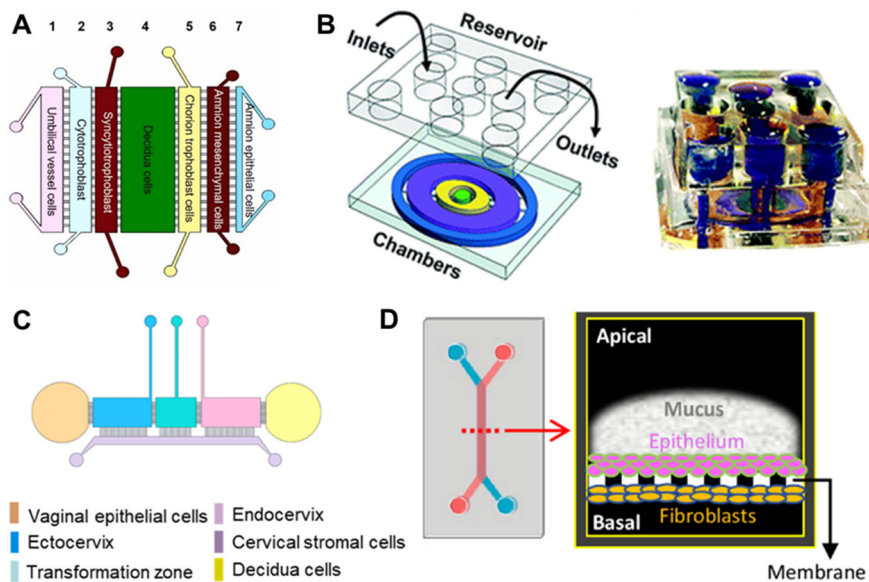 A
1 2 3 4 5 6 7
Umbilical vessel cells
Cytotrophoblast
Syncytiotrophoblast
Decidua cells
Chorion trophoblast cells
Amnion mesenchymal cells
Amnion epithelial cells
B
Reservoir
Inlets
Outlets
Chambers
C
Vaginal epithelial cells
Ectocervix
Transformation zone
Endocervix
Cervical stromal cells
Decidua cells
D
Apical
Mucus
Epithelium
Basal
Fibroblasts
Membrane